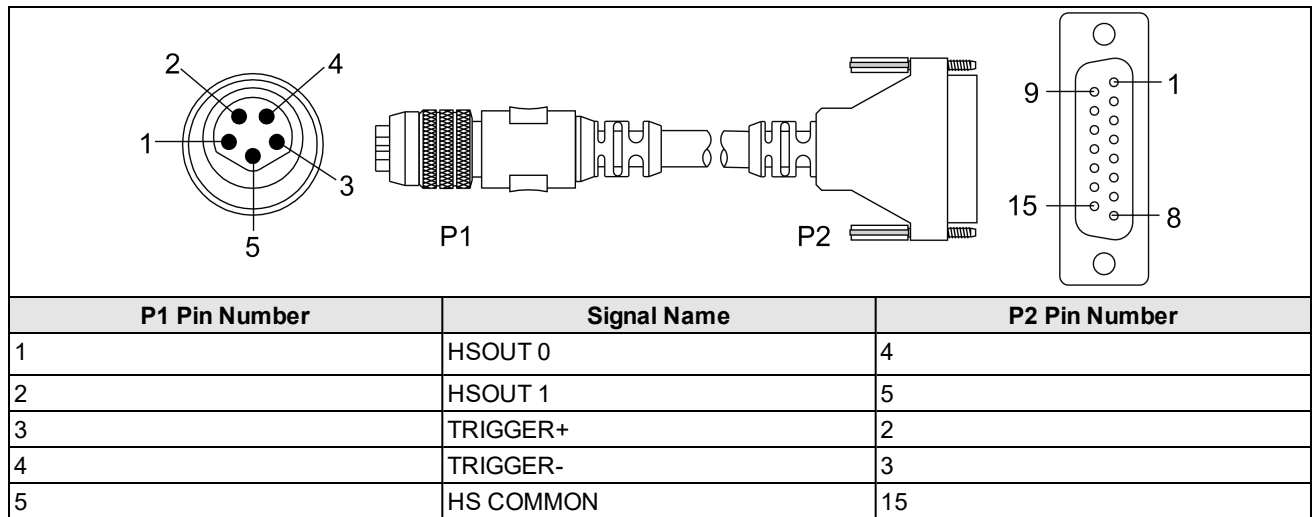 2
4
1
3
5
P1
P2
9
1
15
8
P1 Pin Number Signal Name P2 Pin Number
1 HSOUT 0 4
2 HSOUT 1 5
3 TRIGGER+ 2
4 TRIGGER- 3
5 HS COMMON 15